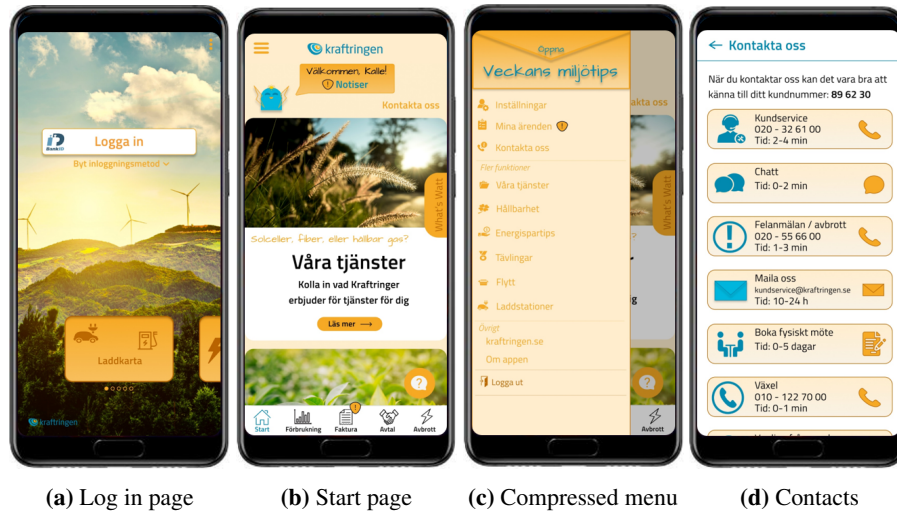 BankID
Logga in
Byt inloggningsmetod
Laddkarta
kraftringen
(a) Log in page
kraftringen
Välkommen, Kalle!
Notiser
Kontakta oss
What's Watt
Solceller, fiber, eller hållbar gas?
Våra tjänster
Kolla in vad Kraftringer
erbjuder för tjänster för dig
Läs mer →
Start
Förbrukning
Faktura
Avtal
Avbrott
(b) Start page
Öppna
Veckans miljötips
Inställningar
Mina ärenden
Kontakta oss
Fler funktioner
Våra tjänster
Hållbarhet
Energispartips
Tävlingar
Flytt
Laddstationer
Övrigt
kraftringen.se
Om appen
Logga ut
akta oss
What's Watt
g
Avbrott
(c) Compressed menu
← Kontakta oss
När du kontaktar oss kan det vara bra att
känna till ditt kundnummer: 89 62 30
Kundservice
020 - 32 61 00
Tid: 2-4 min
Chatt
Tid: 0-2 min
Felanmälan / avbrott
020 - 55 66 00
Tid: 1-3 min
Maila oss
kundservice@kraftringen.se
Tid: 10-24 h
Boka fysiskt möte
Tid: 0-5 dagar
Växel
010 - 122 70 00
Tid: 0-1 min
(d) Contacts